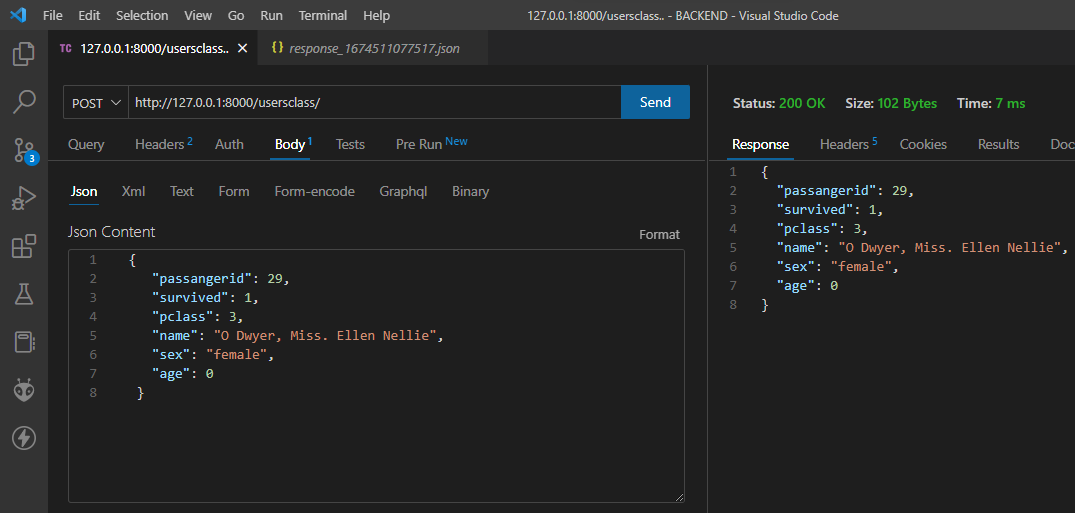 File Edit Selection View Go Run Terminal Help 127.0.0.1:8000/usersclass.. - BACKEND - Visual Studio Code
TC 127.0.0.1:8000/usersclass.. × {} response_1674511077517.json
POST http://127.0.0.1:8000/usersclass/ Send
Query Headers 2 Auth Body 1 Tests Pre Run New
Json Xml Text Form Form-encode Graphql Binary
Json Content
Format
1 {
2 "passangerid": 29,
3 "survived": 1,
4 "pclass": 3,
5 "name": "O Dwyer, Miss. Ellen Nellie",
6 "sex": "female",
7 "age": 0
8 }
Status: 200 OK Size: 102 Bytes Time: 7 ms
Response Headers 5 Cookies Results Doc
1 {
2 "passangerid": 29,
3 "survived": 1,
4 "pclass": 3,
5 "name": "O Dwyer, Miss. Ellen Nellie",
6 "sex": "female",
7 "age": 0
8 }
3